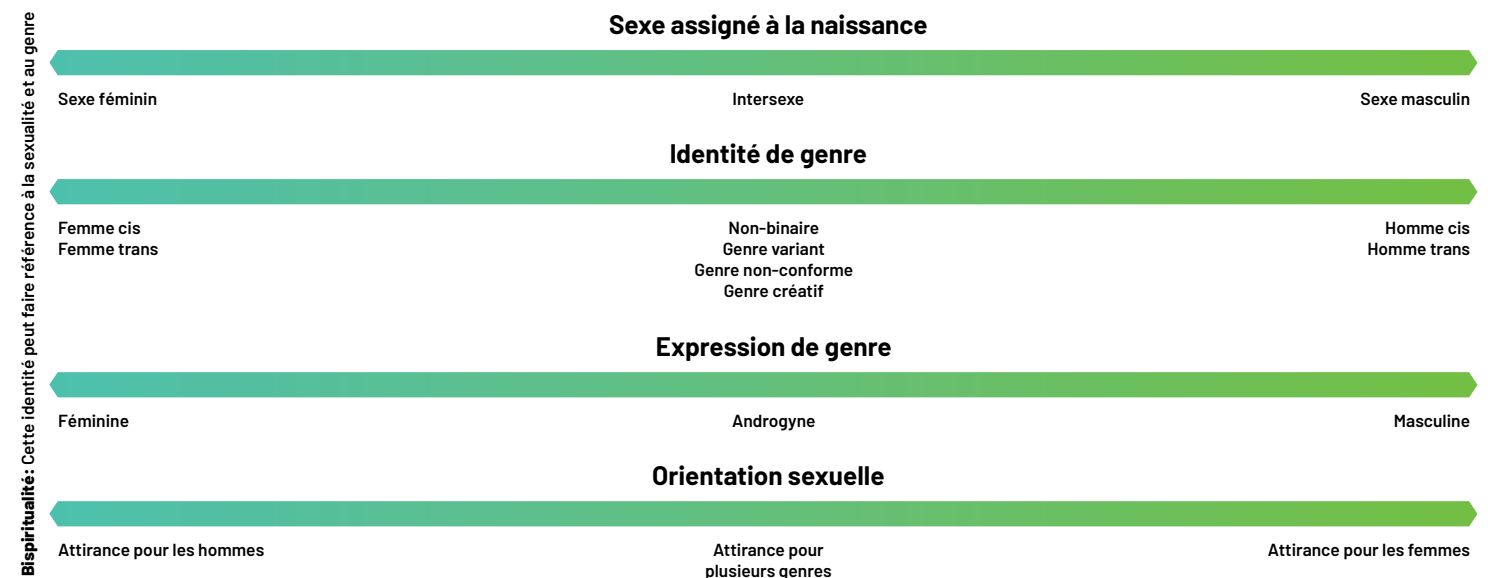 Sexe assigné à la naissance
Sexe féminin
Intersexe
Sexe masculin
Identité de genre
Femme cis
Femme trans
Non-binaire
Genre variant
Genre non-conforme
Genre créatif
Homme cis
Homme trans
Expression de genre
Féminine
Androgyne
Masculine
Orientation sexuelle
Attirance pour les hommes
Attirance pour
plusieurs genres
Attirance pour les femmes
Bispiritualité : Cette identité peut faire référence à la sexualité et au genre